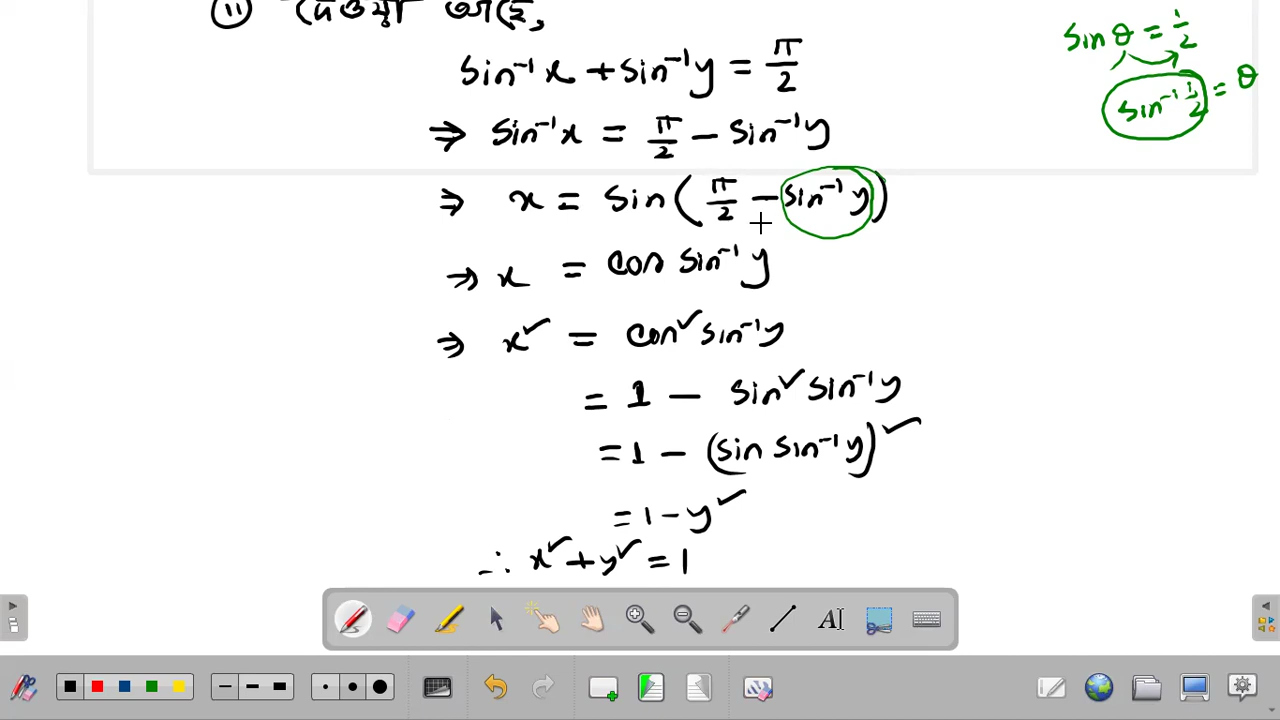 (ii) দেওয়া আছে,
sin⁻¹x + sin⁻¹y = π/2
⇒ sin⁻¹x = π/2 − sin⁻¹y
⇒ x = sin(π/2 − sin⁻¹y)
⇒ x = cos sin⁻¹y
⇒ x² = cos² sin⁻¹y
= 1 − sin² sin⁻¹y
= 1 − (sin sin⁻¹y)²
= 1 − y²
∴ x² + y² = 1
sin θ = 1/2
sin⁻¹ 1/2 = θ